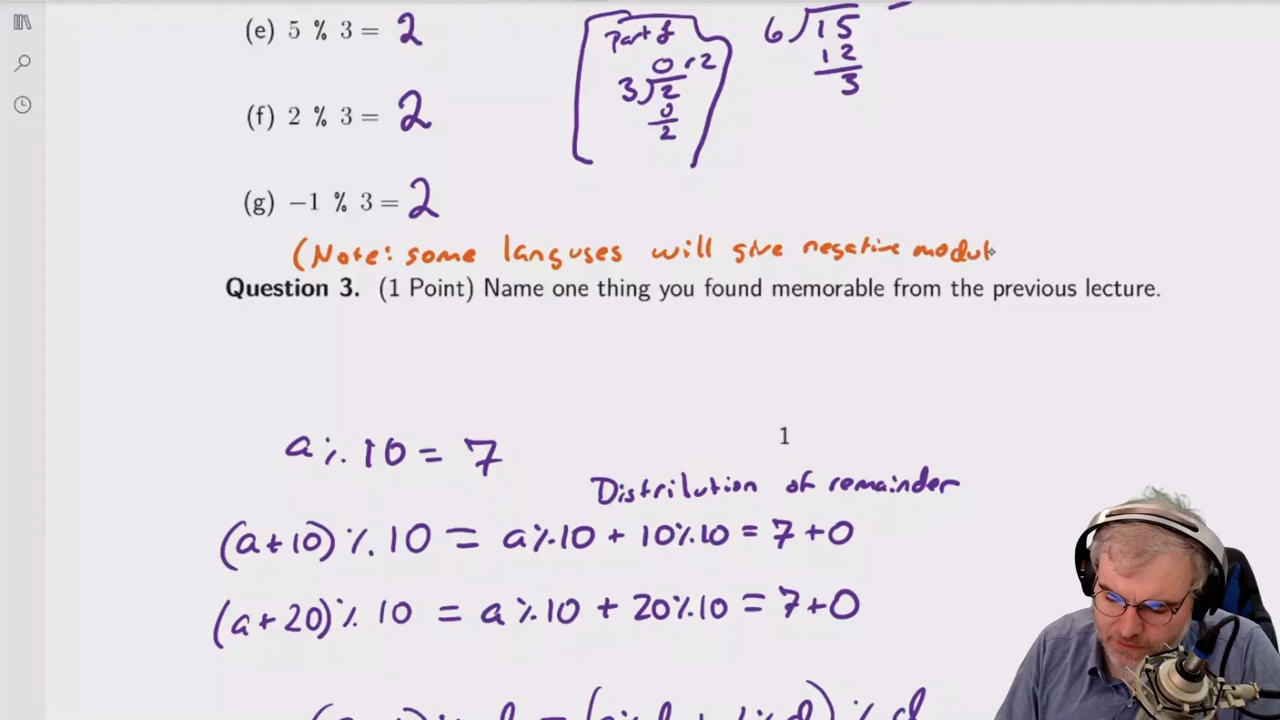 (e) 5 % 3 = 2
(f) 2 % 3 = 2
(g) −1 % 3 = 2
Part f
0 r 2
3 2
0
2
6 15
12
3
(Note: some languses will give negative modul
Question 3. (1 Point) Name one thing you found memorable from the previous lecture.
1
a % 10 = 7
Distribution of remainder
(a+10) % 10 = a % 10 + 10 % 10 = 7 + 0
(a+20) % 10 = a % 10 + 20 % 10 = 7 + 0